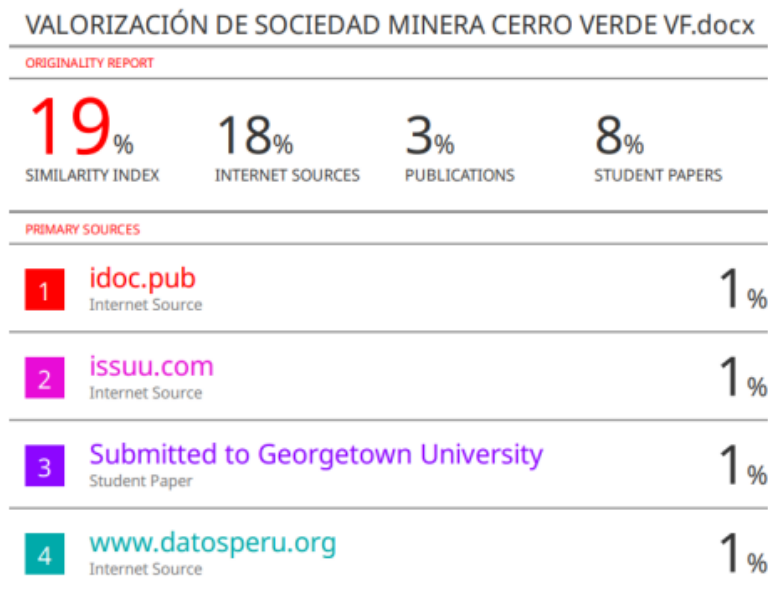 VALORIZACIÓN DE SOCIEDAD MINERA CERRO VERDE VF.docx
ORIGINALITY REPORT
19% 18% 3% 8%
SIMILARITY INDEX INTERNET SOURCES PUBLICATIONS STUDENT PAPERS
PRIMARY SOURCES
1 idoc.pub 1%
Internet Source
2 issuu.com 1%
Internet Source
3 Submitted to Georgetown University 1%
Student Paper
4 www.datosperu.org 1%
Internet Source